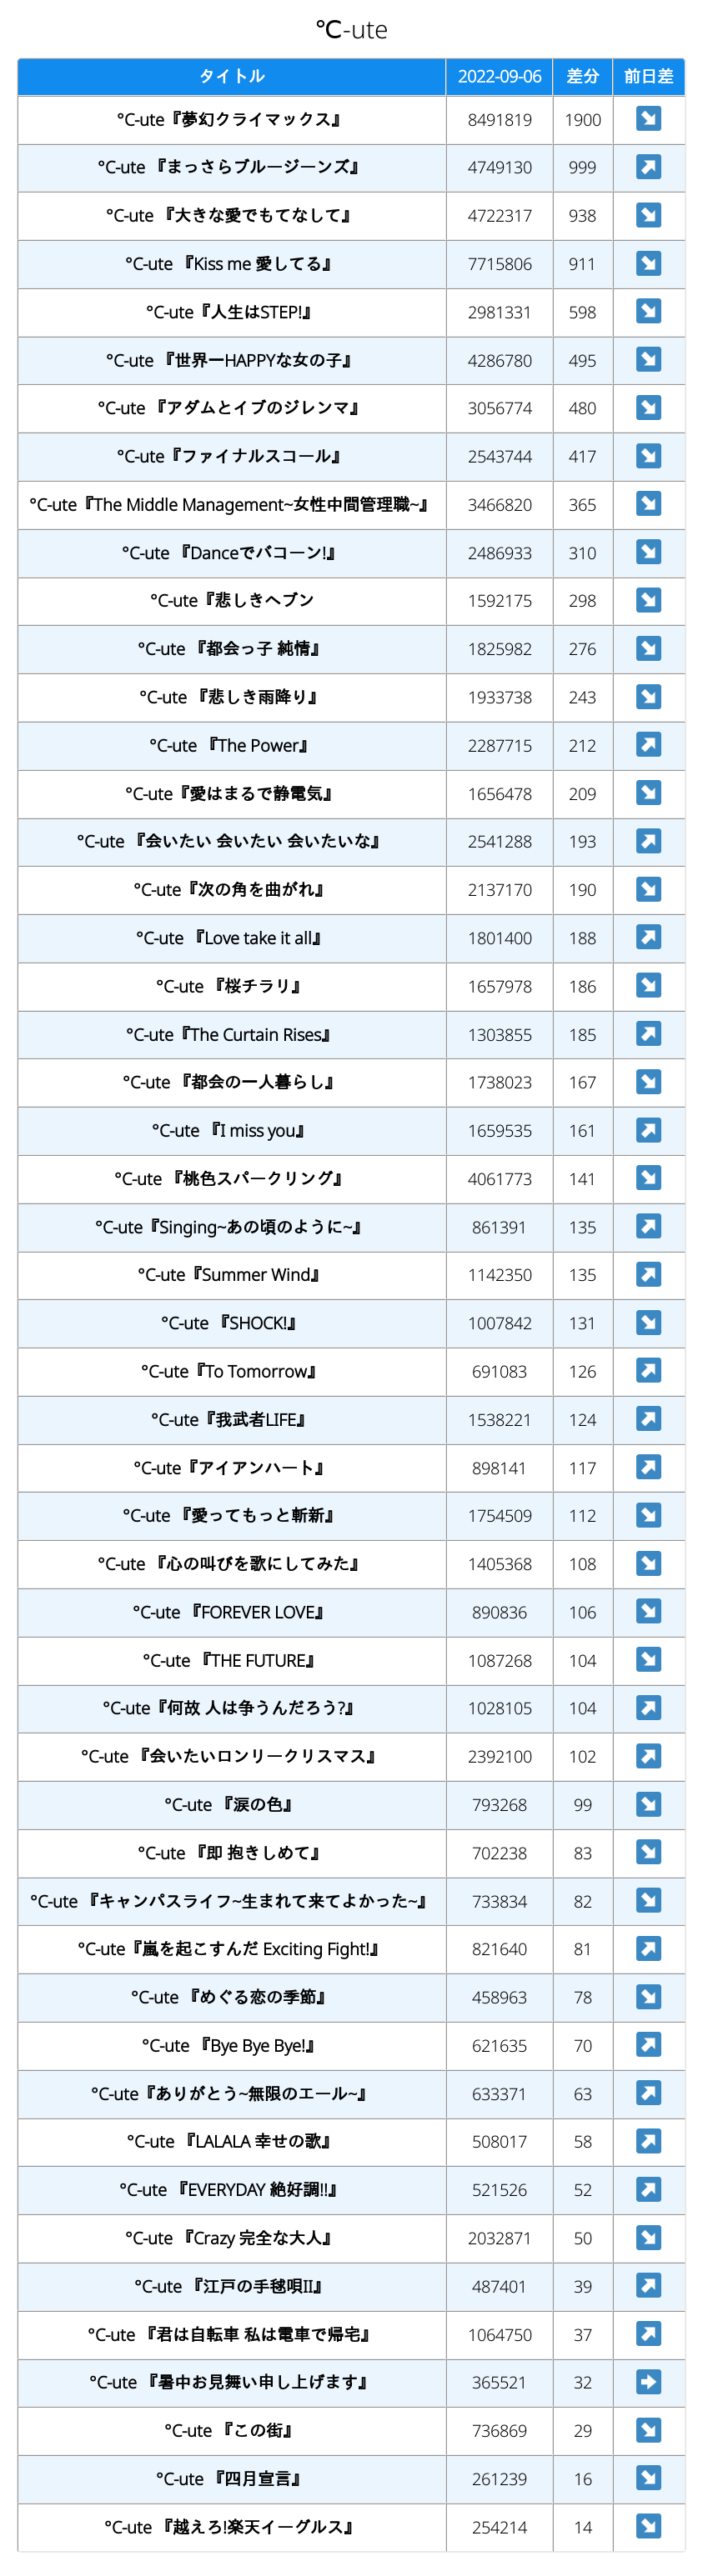 ℃-ute
タイトル 2022-09-06 差分 前日差
°C-ute『夢幻クライマックス』 8491819 1900 ↘
°C-ute 『まっさらブルージーンズ』 4749130 999 ↗
°C-ute 『大きな愛でもてなして』 4722317 938 ↘
°C-ute 『Kiss me 愛してる』 7715806 911 ↘
°C-ute『人生はSTEP!』 2981331 598 ↘
°C-ute 『世界一HAPPYな女の子』 4286780 495 ↘
°C-ute 『アダムとイブのジレンマ』 3056774 480 ↘
°C-ute『ファイナルスコール』 2543744 417 ↘
°C-ute『The Middle Management~女性中間管理職~』 3466820 365 ↘
°C-ute 『Danceでバコーン!』 2486933 310 ↘
°C-ute『悲しきヘブン 1592175 298 ↘
°C-ute 『都会っ子 純情』 1825982 276 ↘
°C-ute 『悲しき雨降り』 1933738 243 ↘
°C-ute 『The Power』 2287715 212 ↗
°C-ute『愛はまるで静電気』 1656478 209 ↘
°C-ute 『会いたい 会いたい 会いたいな』 2541288 193 ↗
°C-ute『次の角を曲がれ』 2137170 190 ↘
°C-ute 『Love take it all』 1801400 188 ↗
°C-ute 『桜チラリ』 1657978 186 ↘
°C-ute『The Curtain Rises』 1303855 185 ↗
°C-ute 『都会の一人暮らし』 1738023 167 ↘
°C-ute 『I miss you』 1659535 161 ↗
°C-ute 『桃色スパークリング』 4061773 141 ↘
°C-ute『Singing~あの頃のように~』 861391 135 ↗
°C-ute『Summer Wind』 1142350 135 ↗
°C-ute 『SHOCK!』 1007842 131 ↘
°C-ute『To Tomorrow』 691083 126 ↗
°C-ute『我武者LIFE』 1538221 124 ↗
°C-ute『アイアンハート』 898141 117 ↗
°C-ute 『愛ってもっと斬新』 1754509 112 ↘
°C-ute 『心の叫びを歌にしてみた』 1405368 108 ↘
°C-ute 『FOREVER LOVE』 890836 106 ↘
°C-ute 『THE FUTURE』 1087268 104 ↘
°C-ute『何故 人は争うんだろう?』 1028105 104 ↗
°C-ute 『会いたいロンリークリスマス』 2392100 102 ↗
°C-ute 『涙の色』 793268 99 ↘
°C-ute 『即 抱きしめて』 702238 83 ↘
°C-ute 『キャンパスライフ~生まれて来てよかった~』 733834 82 ↘
°C-ute『嵐を起こすんだ Exciting Fight!』 821640 81 ↗
°C-ute 『めぐる恋の季節』 458963 78 ↘
°C-ute 『Bye Bye Bye!』 621635 70 ↗
°C-ute『ありがとう~無限のエール~』 633371 63 ↗
°C-ute 『LALALA 幸せの歌』 508017 58 ↗
°C-ute 『EVERYDAY 絶好調!!』 521526 52 ↗
°C-ute 『Crazy 完全な大人』 2032871 50 ↘
°C-ute 『江戸の手毬唄II』 487401 39 ↗
°C-ute 『君は自転車 私は電車で帰宅』 1064750 37 ↗
°C-ute 『暑中お見舞い申し上げます』 365521 32 ➡
°C-ute 『この街』 736869 29 ↘
°C-ute 『四月宣言』 261239 16 ↘
°C-ute 『越えろ!楽天イーグルス』 254214 14 ↘